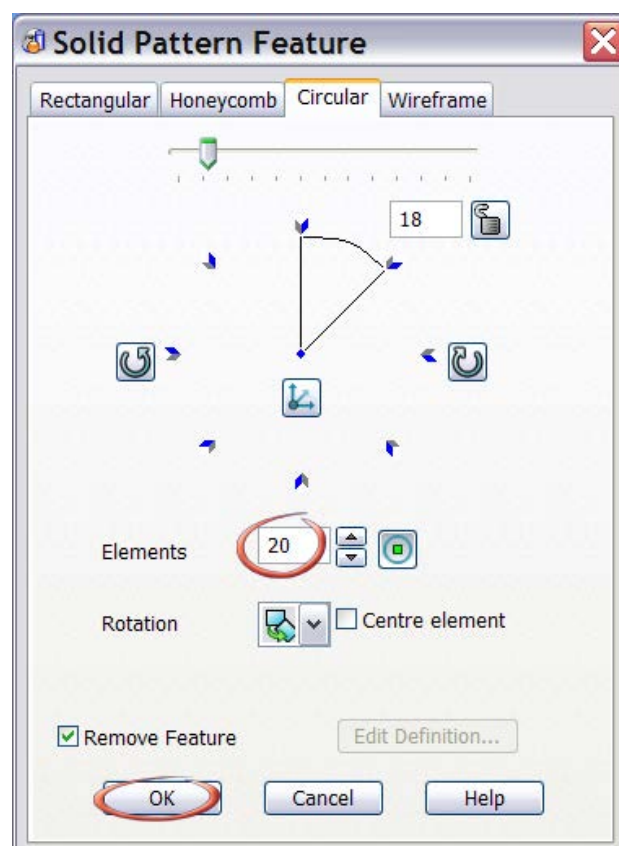 Solid Pattern Feature
Rectangular Honeycomb Circular Wireframe
18
Elements 20
Rotation Centre element
Remove Feature Edit Definition...
OK Cancel Help